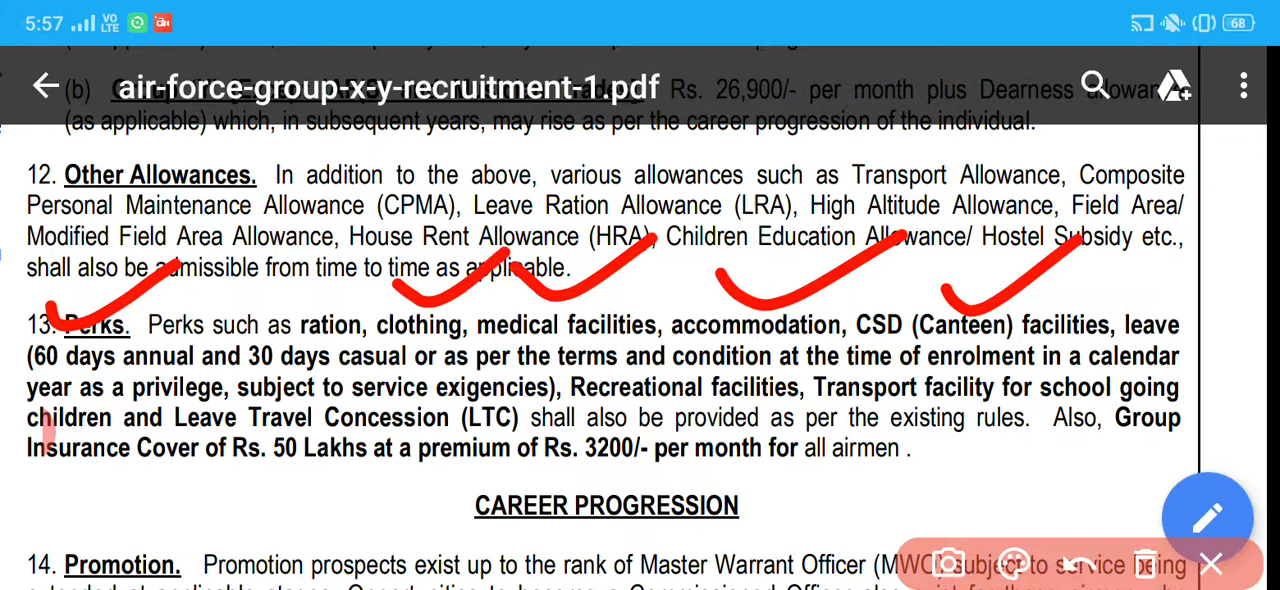 5:57 VO LTE 68
air-force-group-x-y-recruitment-1.pdf
(b) Rs. 26,900/- per month plus Dearness allowan
(as applicable) which, in subsequent years, may rise as per the career progression of the individual.
12. Other Allowances. In addition to the above, various allowances such as Transport Allowance, Composite
Personal Maintenance Allowance (CPMA), Leave Ration Allowance (LRA), High Altitude Allowance, Field Area/
Modified Field Area Allowance, House Rent Allowance (HRA), Children Education Allowance/ Hostel Subsidy etc.,
shall also be admissible from time to time as applicable.
13. Perks. Perks such as ration, clothing, medical facilities, accommodation, CSD (Canteen) facilities, leave
(60 days annual and 30 days casual or as per the terms and condition at the time of enrolment in a calendar
year as a privilege, subject to service exigencies), Recreational facilities, Transport facility for school going
children and Leave Travel Concession (LTC) shall also be provided as per the existing rules. Also, Group
Insurance Cover of Rs. 50 Lakhs at a premium of Rs. 3200/- per month for all airmen .
CAREER PROGRESSION
14. Promotion. Promotion prospects exist up to the rank of Master Warrant Officer (MWO) subject to service being